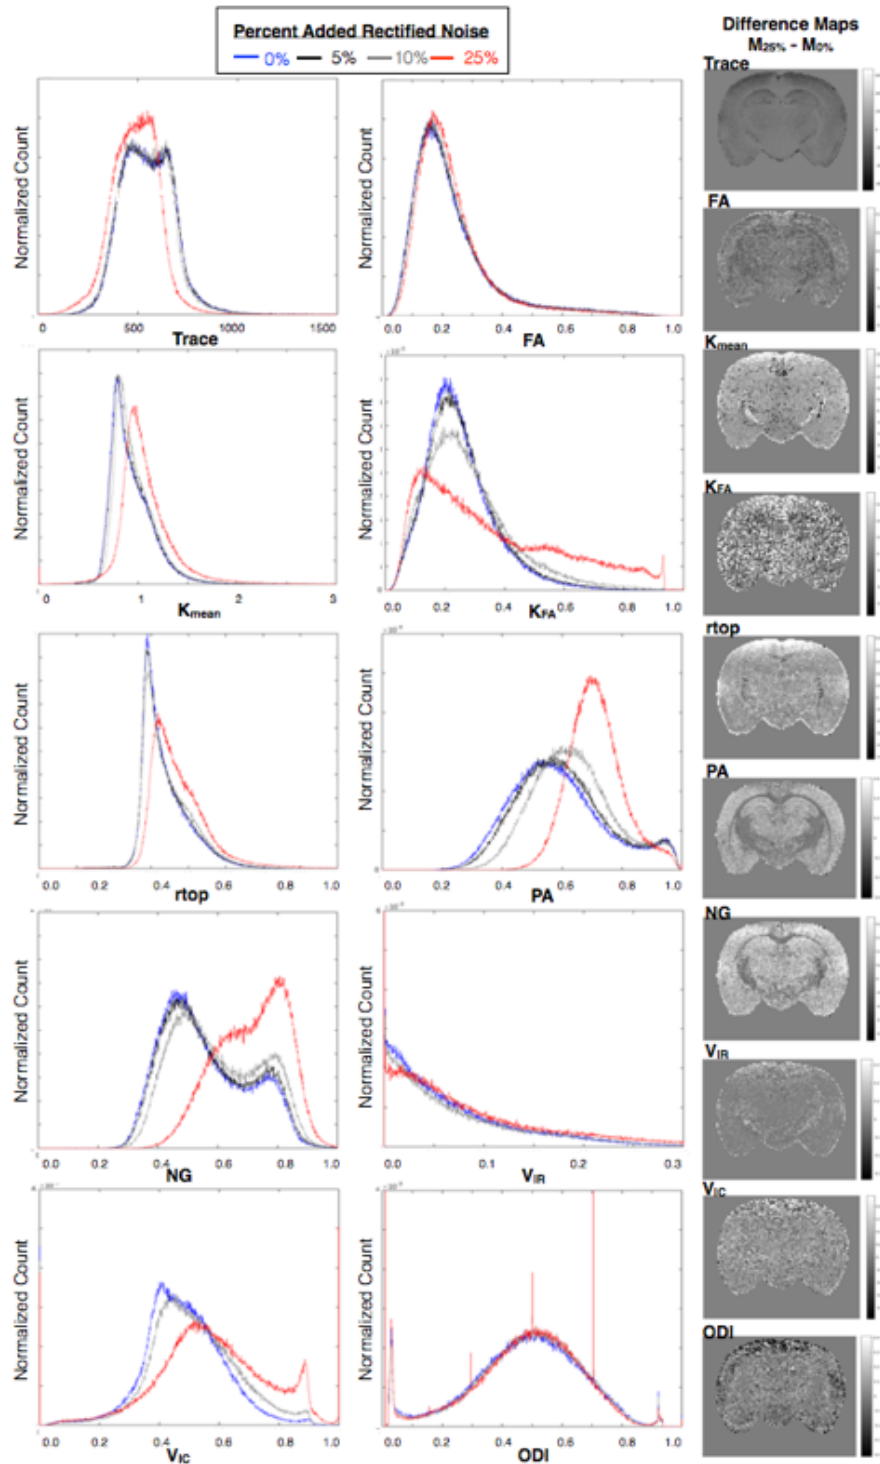 Percent Added Rectified Noise
0% 5% 10% 25%
Difference Maps
M25% - M0%
Trace
Normalized Count
0 500 1000 1500
Trace
Normalized Count
0.0 0.2 0.4 0.6 0.8 1.0
FA
FA
Normalized Count
0 1 2 3
Kmean
Normalized Count
0.0 0.2 0.4 0.6 0.8 1.0
KFA
Kmean
KFA
Normalized Count
0.0 0.2 0.4 0.6 0.8 1.0
rtop
Normalized Count
0.0 0.2 0.4 0.6 0.8 1.0
PA
rtop
PA
Normalized Count
0.0 0.2 0.4 0.6 0.8 1.0
NG
Normalized Count
0.0 0.1 0.2 0.3
VIR
NG
VIR
Normalized Count
0.0 0.2 0.4 0.6 0.8 1.0
VIC
Normalized Count
0.0 0.2 0.4 0.6 0.8 1.0
ODI
VIC
ODI